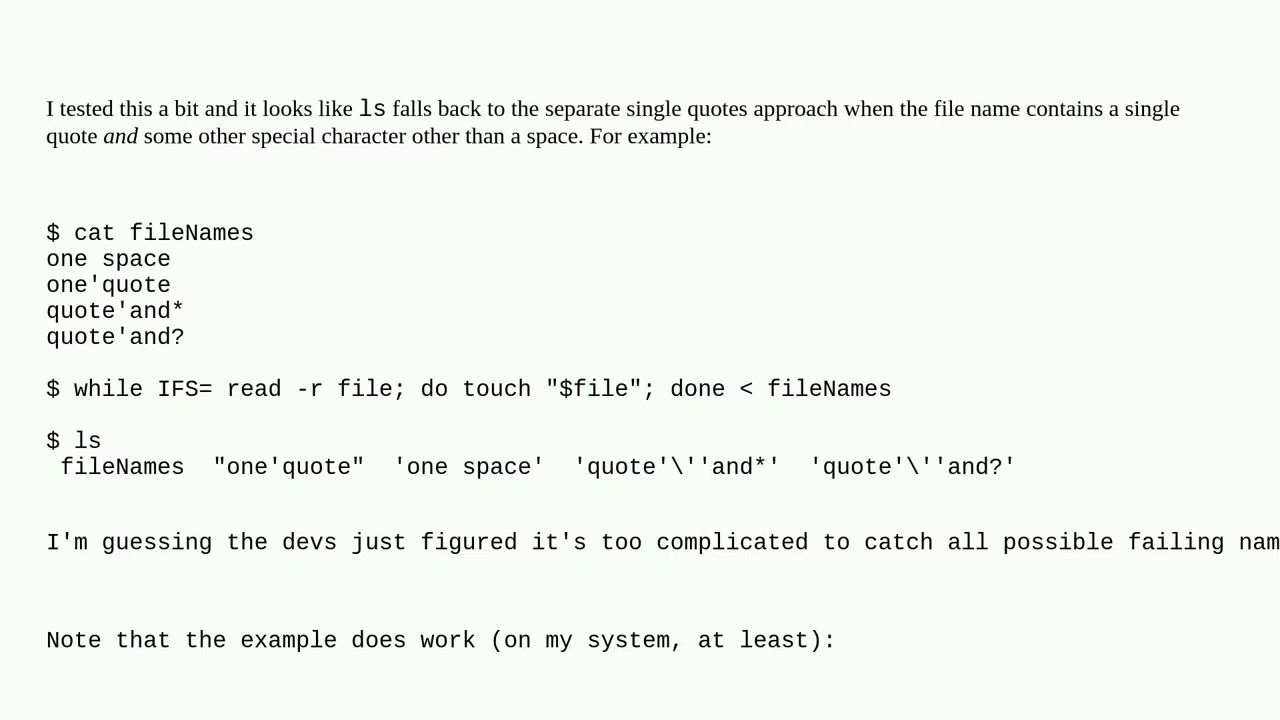 I tested this a bit and it looks like ls falls back to the separate single quotes approach when the file name contains a single
quote and some other special character other than a space. For example:
$ cat fileNames
one space
one'quote
quote'and*
quote'and?
$ while IFS= read -r file; do touch "$file"; done < fileNames
$ ls
 fileNames  "one'quote"  'one space'  'quote'\''and*'  'quote'\''and?'
I'm guessing the devs just figured it's too complicated to catch all possible failing nam
Note that the example does work (on my system, at least):